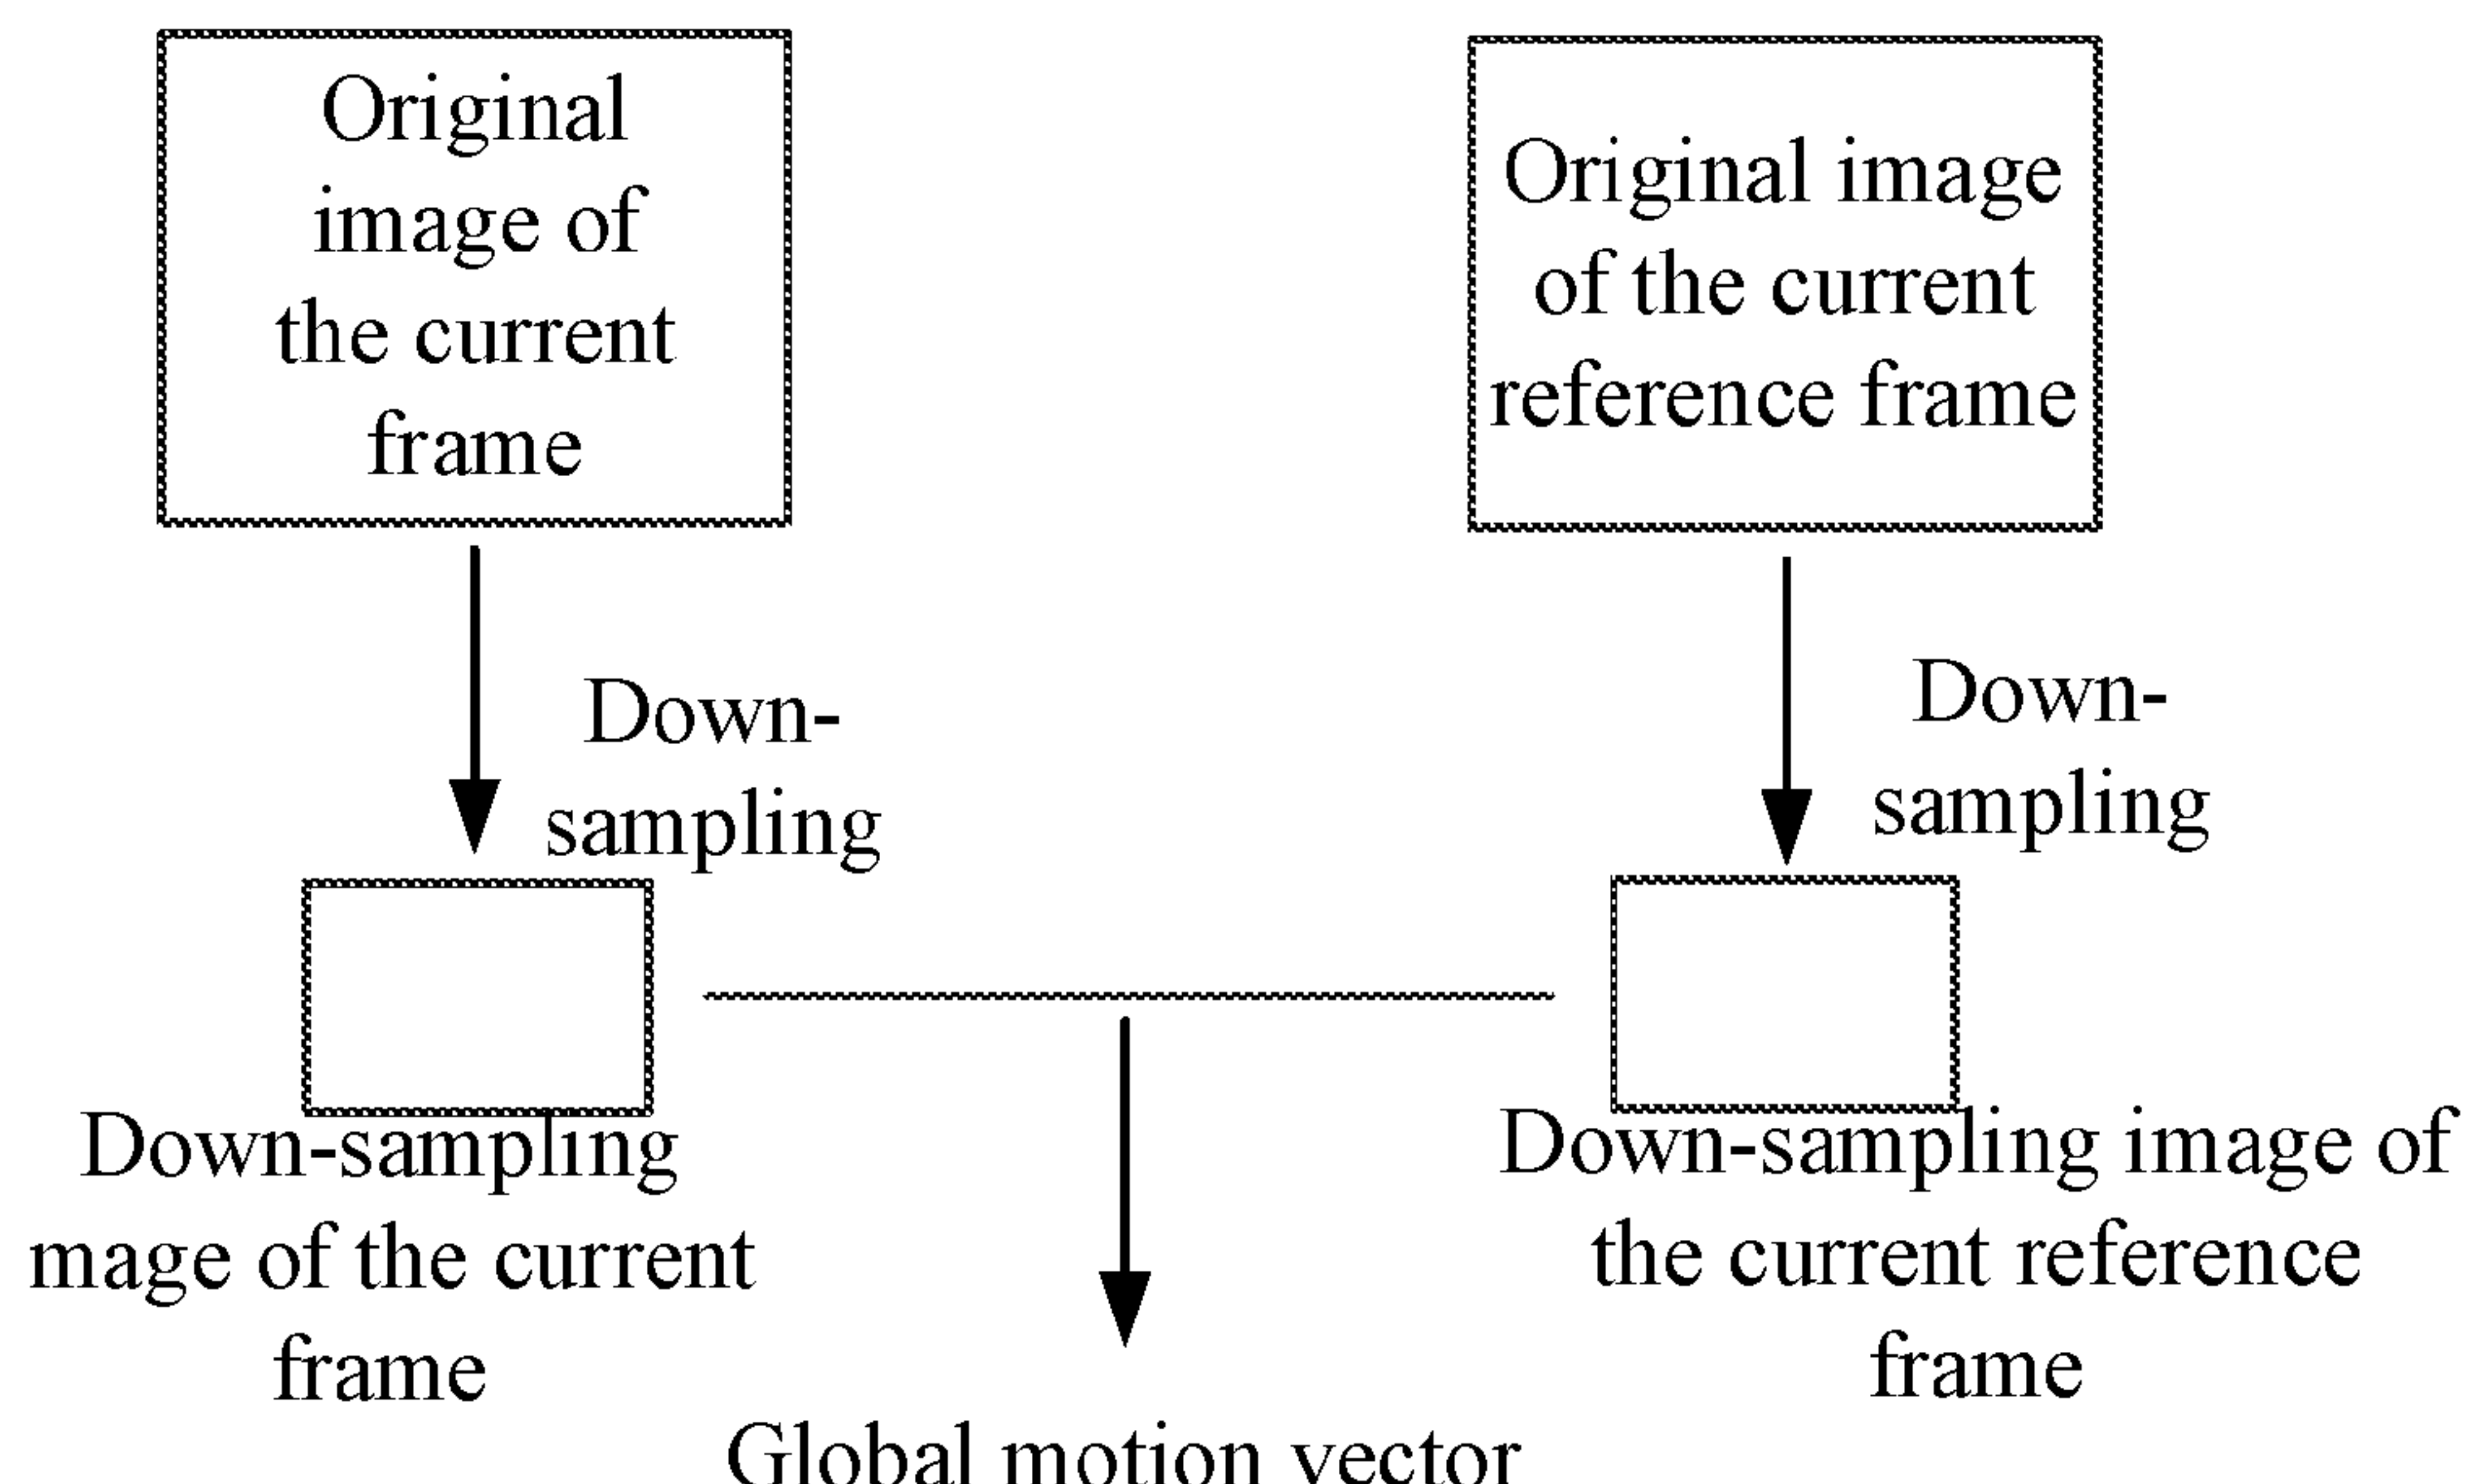 Original
image of
the current
frame
Original image
of the current
reference frame
Down-
sampling
Down-
sampling
Down-sampling
mage of the current
frame
Down-sampling image of
the current reference
frame
Global motion vector